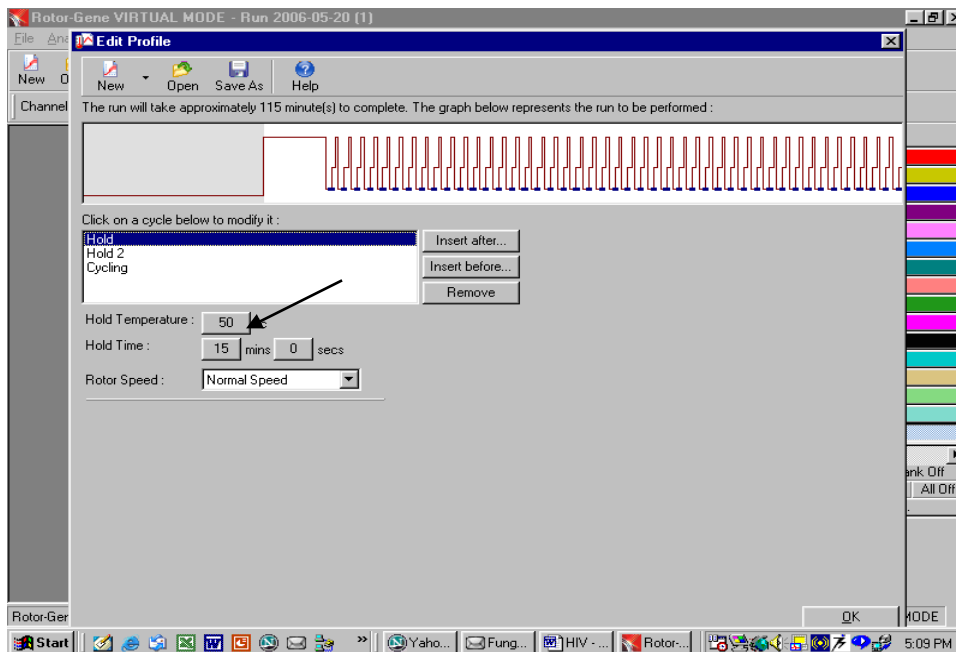 Rotor-Gene VIRTUAL MODE - Run 2006-05-20 (1)
File Ana
Edit Profile
New
New Open Save As Help
Channel
The run will take approximately 115 minute(s) to complete. The graph below represents the run to be performed :
Click on a cycle below to modify it :
Hold
Hold 2
Cycling
Insert after...
Insert before...
Remove
Hold Temperature : 50
Hold Time : 15 mins 0 secs
Rotor Speed : Normal Speed
ank Off
All Off
OK
Rotor-Ger
MODE
Start
» Yaho... Fung... HIV - ... Rotor-... 5:09 PM